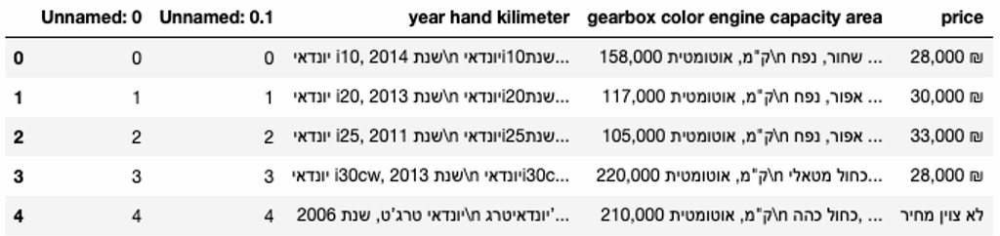 Unnamed: 0 Unnamed: 0.1 year hand kilimeter gearbox color engine capacity area price
0 0 0 יונדאי i10, שנת 2014\n יונדאיi10שנת... 158,000 ק"מ, אוטומטית\n שחור, נפח ... 28,000 ₪
1 1 1 יונדאי i20, שנת 2013\n יונדאיi20שנת... 117,000 ק"מ, אוטומטית\n אפור, נפח ... 30,000 ₪
2 2 2 יונדאי i25, שנת 2011\n יונדאיi25שנת... 105,000 ק"מ, אוטומטית\n אפור, נפח ... 33,000 ₪
3 3 3 יונדאי i30cw, שנת 2013\n יונדאיi30c... 220,000 ק"מ, אוטומטית\n כחול מטאלי... 28,000 ₪
4 4 4 יונדאי טרג'ט, שנת 2006\n יונדאיטרג'... 210,000 ק"מ, אוטומטית\n כחול כהה, ... לא צוין מחיר